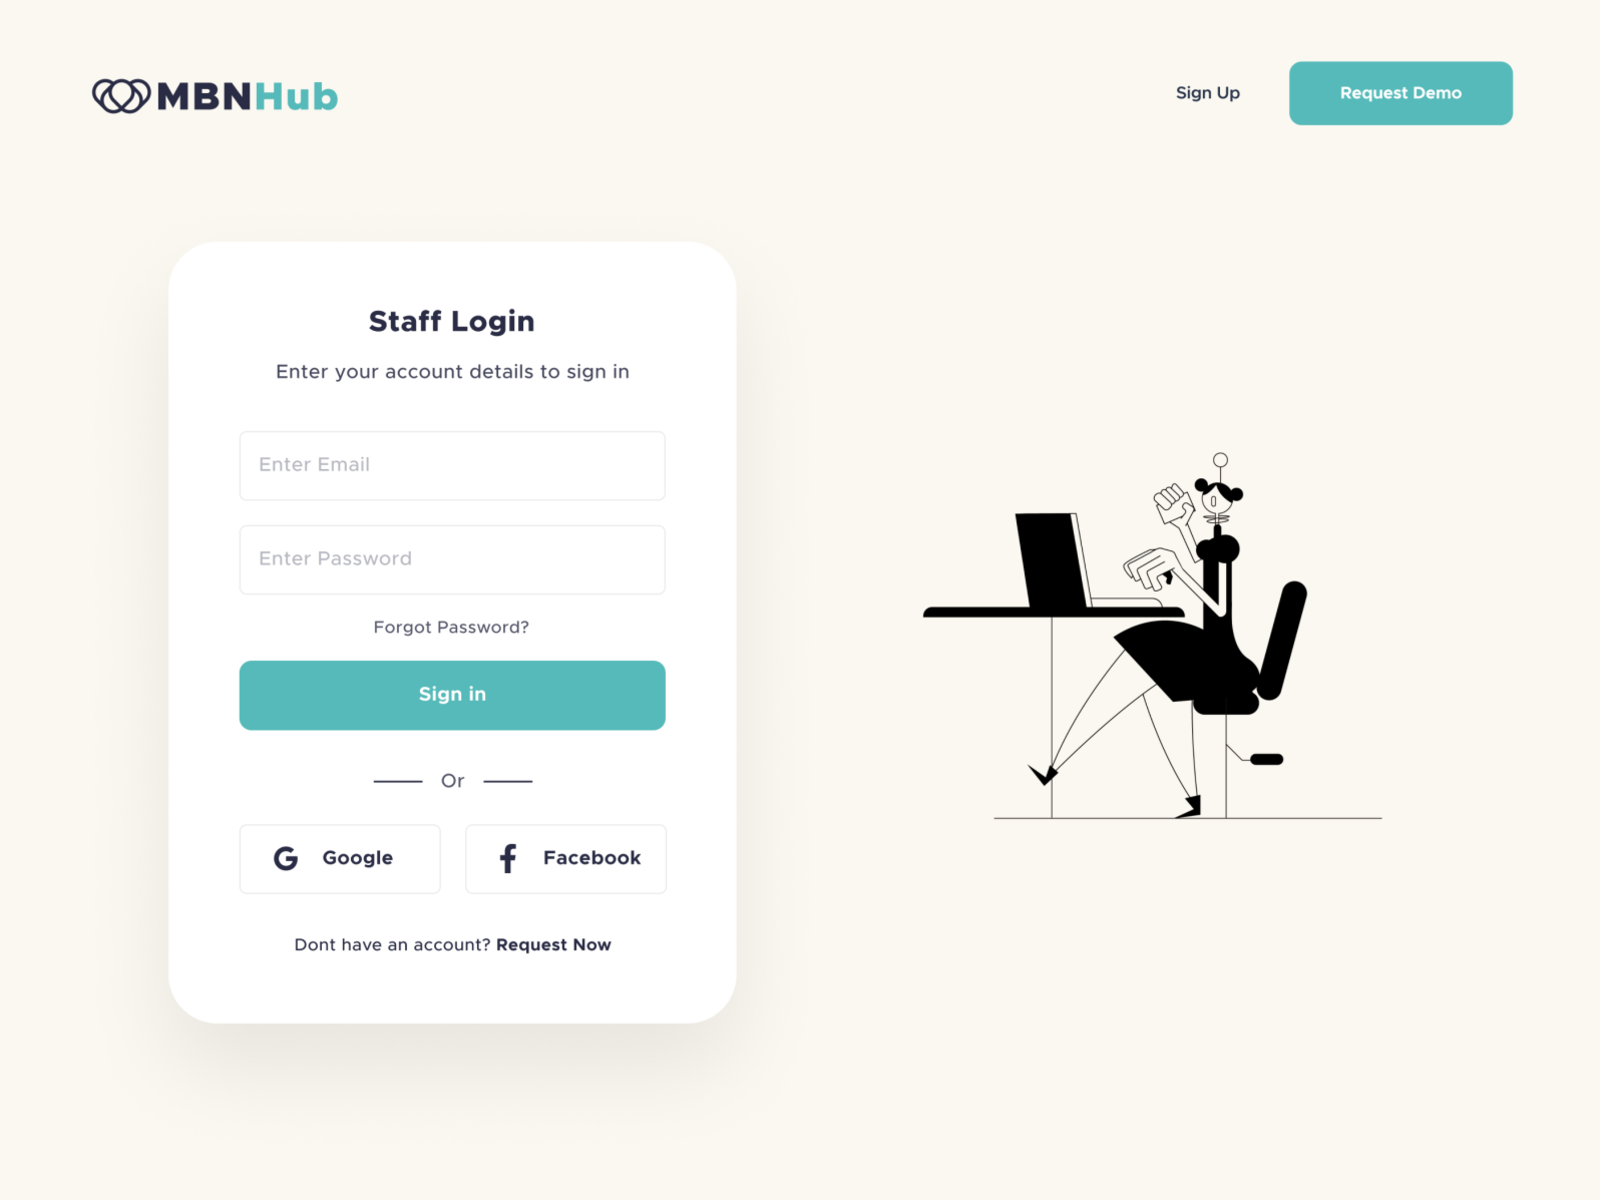 MBNHub
Sign Up
Request Demo
Staff Login
Enter your account details to sign in
Enter Email
Enter Password
Forgot Password?
Sign in
Or
Google
Facebook
Dont have an account? Request Now